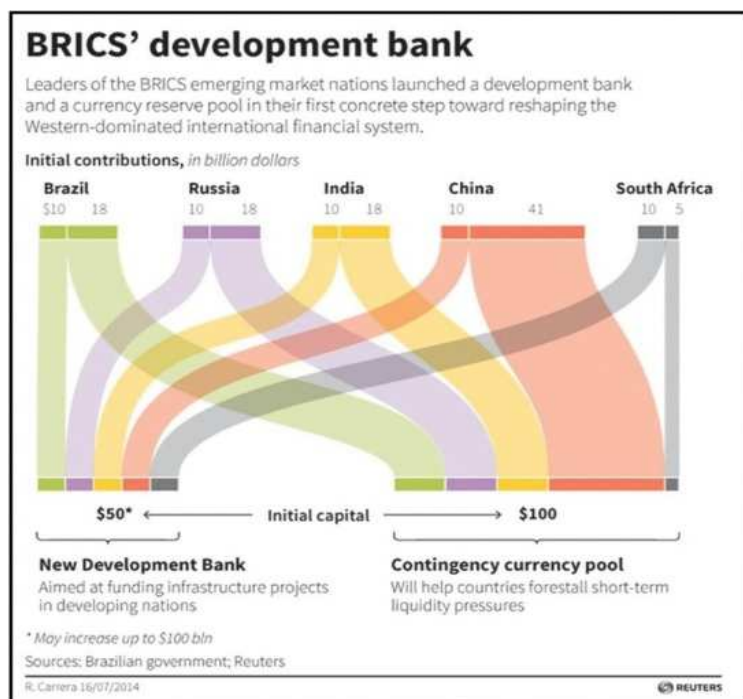 BRICS’ development bank
Leaders of the BRICS emerging market nations launched a development bank
and a currency reserve pool in their first concrete step toward reshaping the
Western-dominated international financial system.
Initial contributions, in billion dollars
Brazil Russia India China South Africa
$10 18 10 18 10 18 10 41 10 5
$50* Initial capital $100
New Development Bank
Aimed at funding infrastructure projects
in developing nations
Contingency currency pool
Will help countries forestall short-term
liquidity pressures
* May increase up to $100 bln
Sources: Brazilian government; Reuters
R. Carrera 16/07/2014
REUTERS